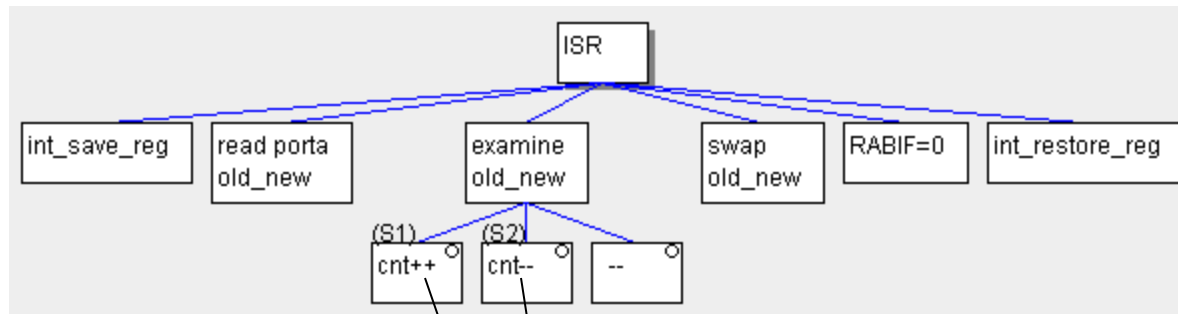 ISR
int_save_reg
read porta
old_new
examine
old_new
swap
old_new
RABIF=0
int_restore_reg
(S1)
cnt++
(S2)
cnt--
--